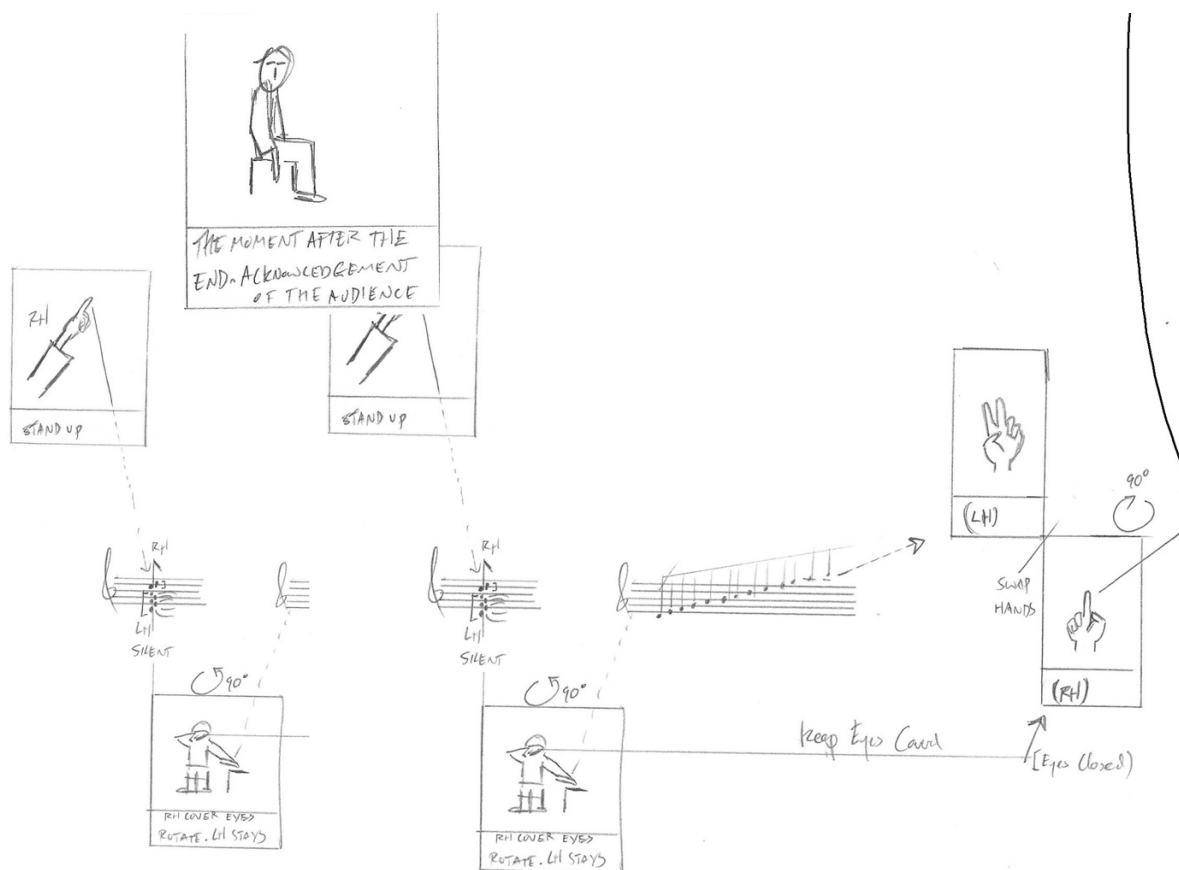 THE MOMENT AFTER THE
END. ACKNOWLEDGEMENT
OF THE AUDIENCE
RH
STAND UP
STAND UP
RH
LH
SILENT
RH
LH
SILENT
(LH)
90°
SWAP
HANDS
(RH)
90°
RH COVER EYES
ROTATE. LH STAYS
90°
RH COVER EYES
ROTATE. LH STAYS
Keep Eyes
[Eyes Closed)